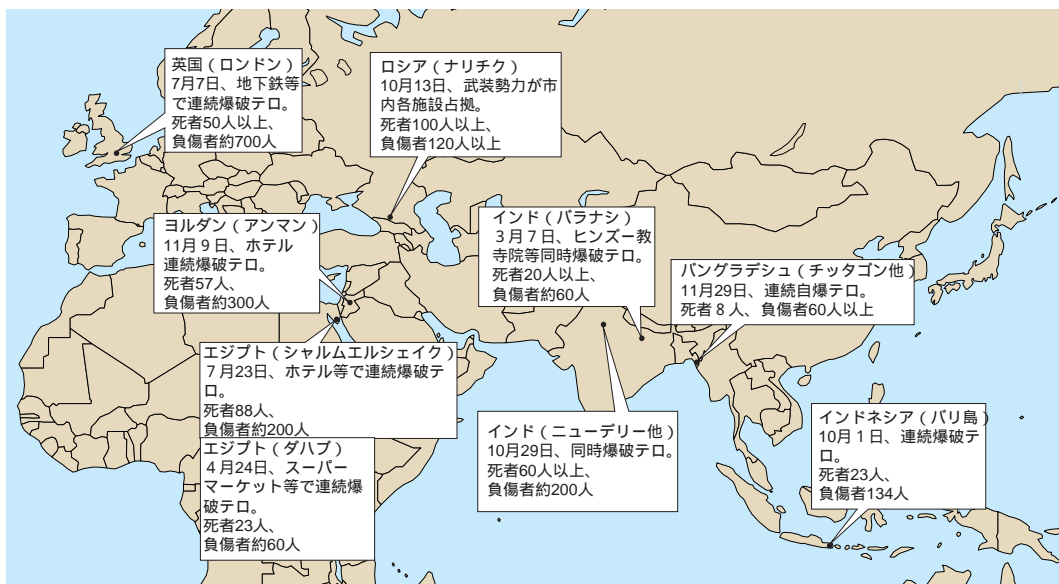 英国（ロンドン）
7月7日、地下鉄等
で連続爆破テロ。
死者50人以上、
負傷者約700人
ロシア（ナリチク）
10月13日、武装勢力が市
内各施設占拠。
死者100人以上、
負傷者120人以上
ヨルダン（アンマン）
11月９日、ホテル
連続爆破テロ。
死者57人、
負傷者約300人
インド（バラナシ）
３月７日、ヒンズー教
寺院等同時爆破テロ。
死者20人以上、
負傷者約60人
バングラデシュ（チッタゴン他）
11月29日、連続自爆テロ。
死者８人、負傷者60人以上
エジプト（シャルムエルシェイク）
７月23日、ホテル等で連続爆破テ
ロ。
死者88人、
負傷者約200人
エジプト（ダハブ）
４月24日、スーパー
マーケット等で連続爆
破テロ。
死者23人、
負傷者約60人
インド（ニューデリー他）
10月29日、同時爆破テロ。
死者60人以上、
負傷者約200人
インドネシア（バリ島）
10月１日、連続爆破テ
ロ。
死者23人、
負傷者134人